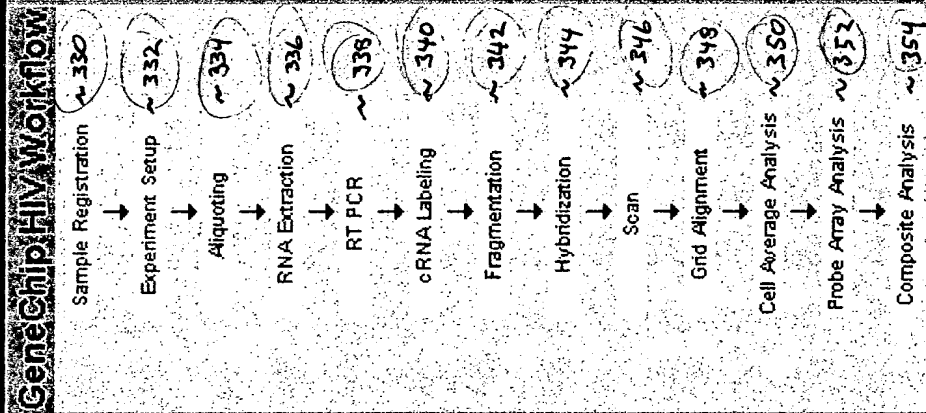 GeneChip HIV Workflow
Sample Registration ~ 330
Experiment Setup ~ 332
Aliquoting ~ 334
RNA Extraction ~ 336
RT PCR ~ 338
cRNA Labeling ~ 340
Fragmentation ~ 342
Hybridization ~ 344
Scan ~ 346
Grid Alignment ~ 348
Cell Average Analysis ~ 350
Probe Array Analysis ~ 352
Composite Analysis ~ 354